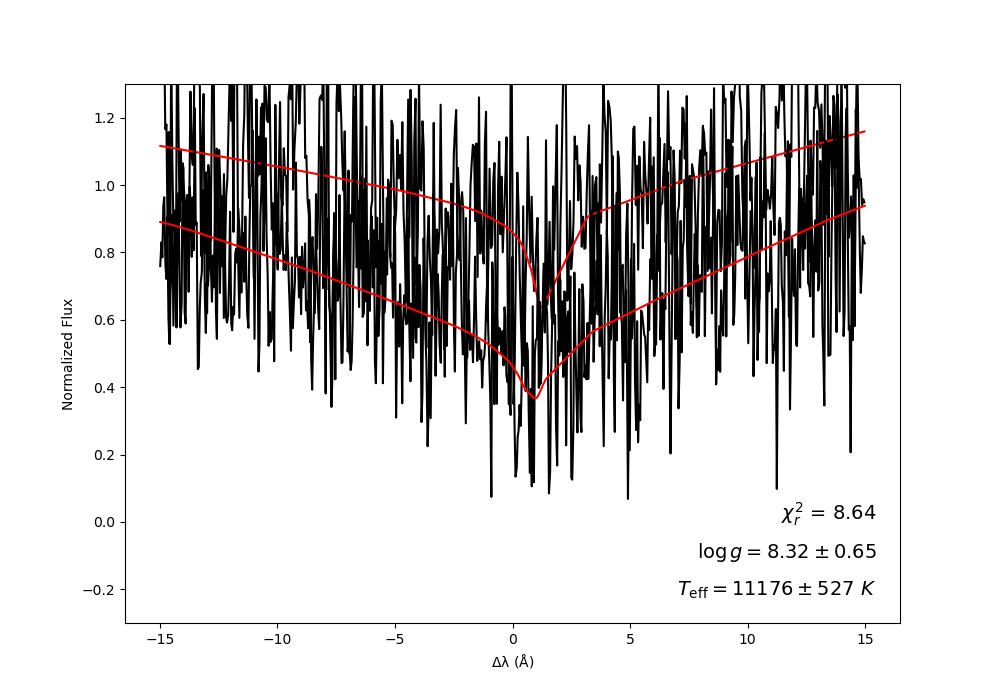 1.2
1.0
0.8
0.6
0.4
0.2
0.0
−0.2
Normalized Flux
−15 −10 −5 0 5 10 15
Δλ (Å)
χ²ᵣ = 8.64
log g = 8.32 ± 0.65
T_eff = 11176 ± 527 K